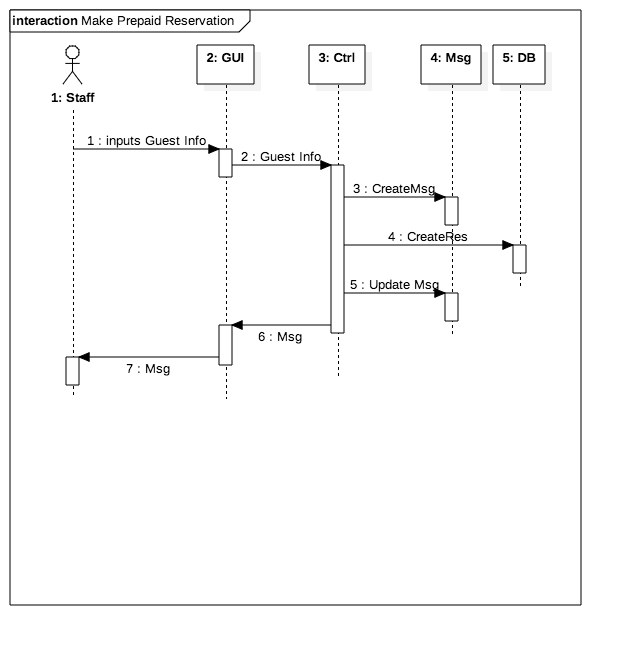 interaction Make Prepaid Reservation
2: GUI
3: Ctrl
4: Msg
5: DB
1: Staff
1 : inputs Guest Info
2 : Guest Info
3 : CreateMsg
4 : CreateRes
5 : Update Msg
6 : Msg
7 : Msg